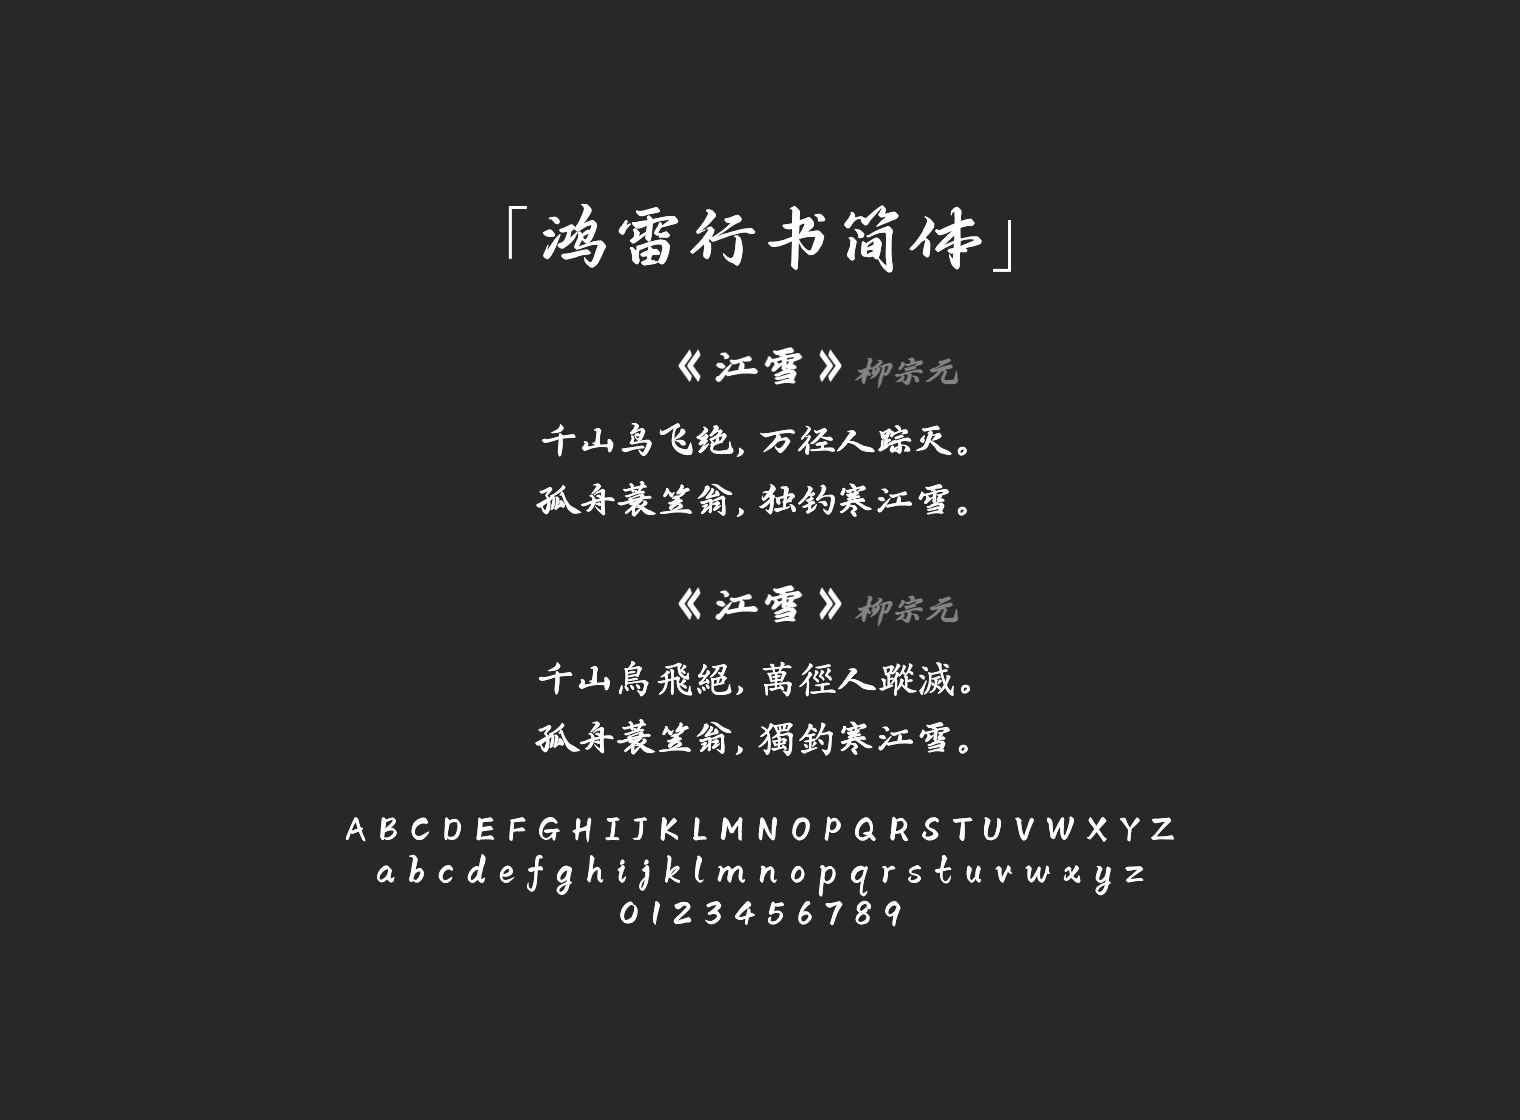 「鸿雷行书简体」
《江雪》柳宗元
千山鸟飞绝,万径人踪灭。
孤舟蓑笠翁,独钓寒江雪。
《江雪》柳宗元
千山鳥飛絕,萬徑人蹤滅。
孤舟蓑笠翁,獨釣寒江雪。
A B C D E F G H I J K L M N O P Q R S T U V W X Y Z
a b c d e f g h i j k l m n o p q r s t u v w x y z
0 1 2 3 4 5 6 7 8 9